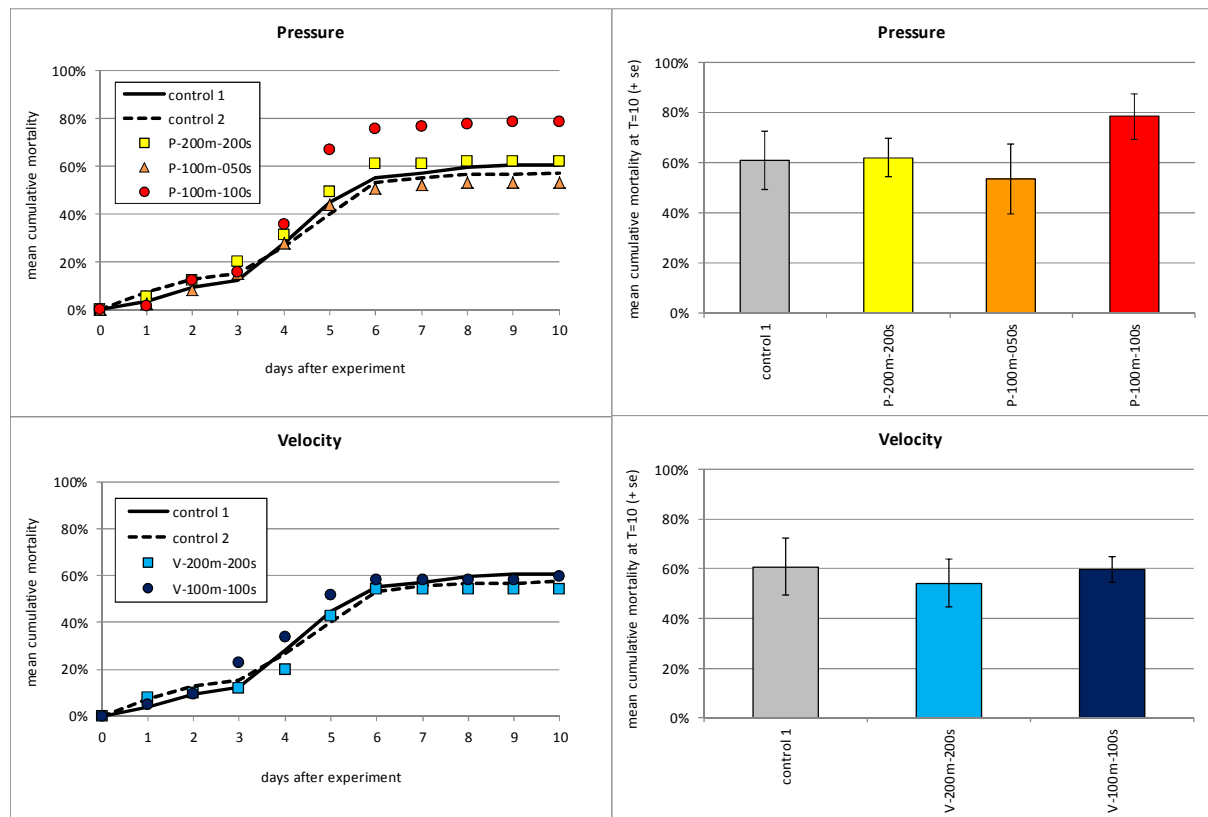 Pressure
mean cumulative mortality
100%
80%
60%
40%
20%
0%
control 1
control 2
P-200m-200s
P-100m-050s
P-100m-100s
0 1 2 3 4 5 6 7 8 9 10
days after experiment
Pressure
mean cumulative mortality at T=10 (+ se)
100%
80%
60%
40%
20%
0%
control 1
P-200m-200s
P-100m-050s
P-100m-100s
Velocity
mean cumulative mortality
100%
80%
60%
40%
20%
0%
control 1
control 2
V-200m-200s
V-100m-100s
0 1 2 3 4 5 6 7 8 9 10
days after experiment
Velocity
mean cumulative mortality at T=10 (+ se)
100%
80%
60%
40%
20%
0%
control 1
V-200m-200s
V-100m-100s